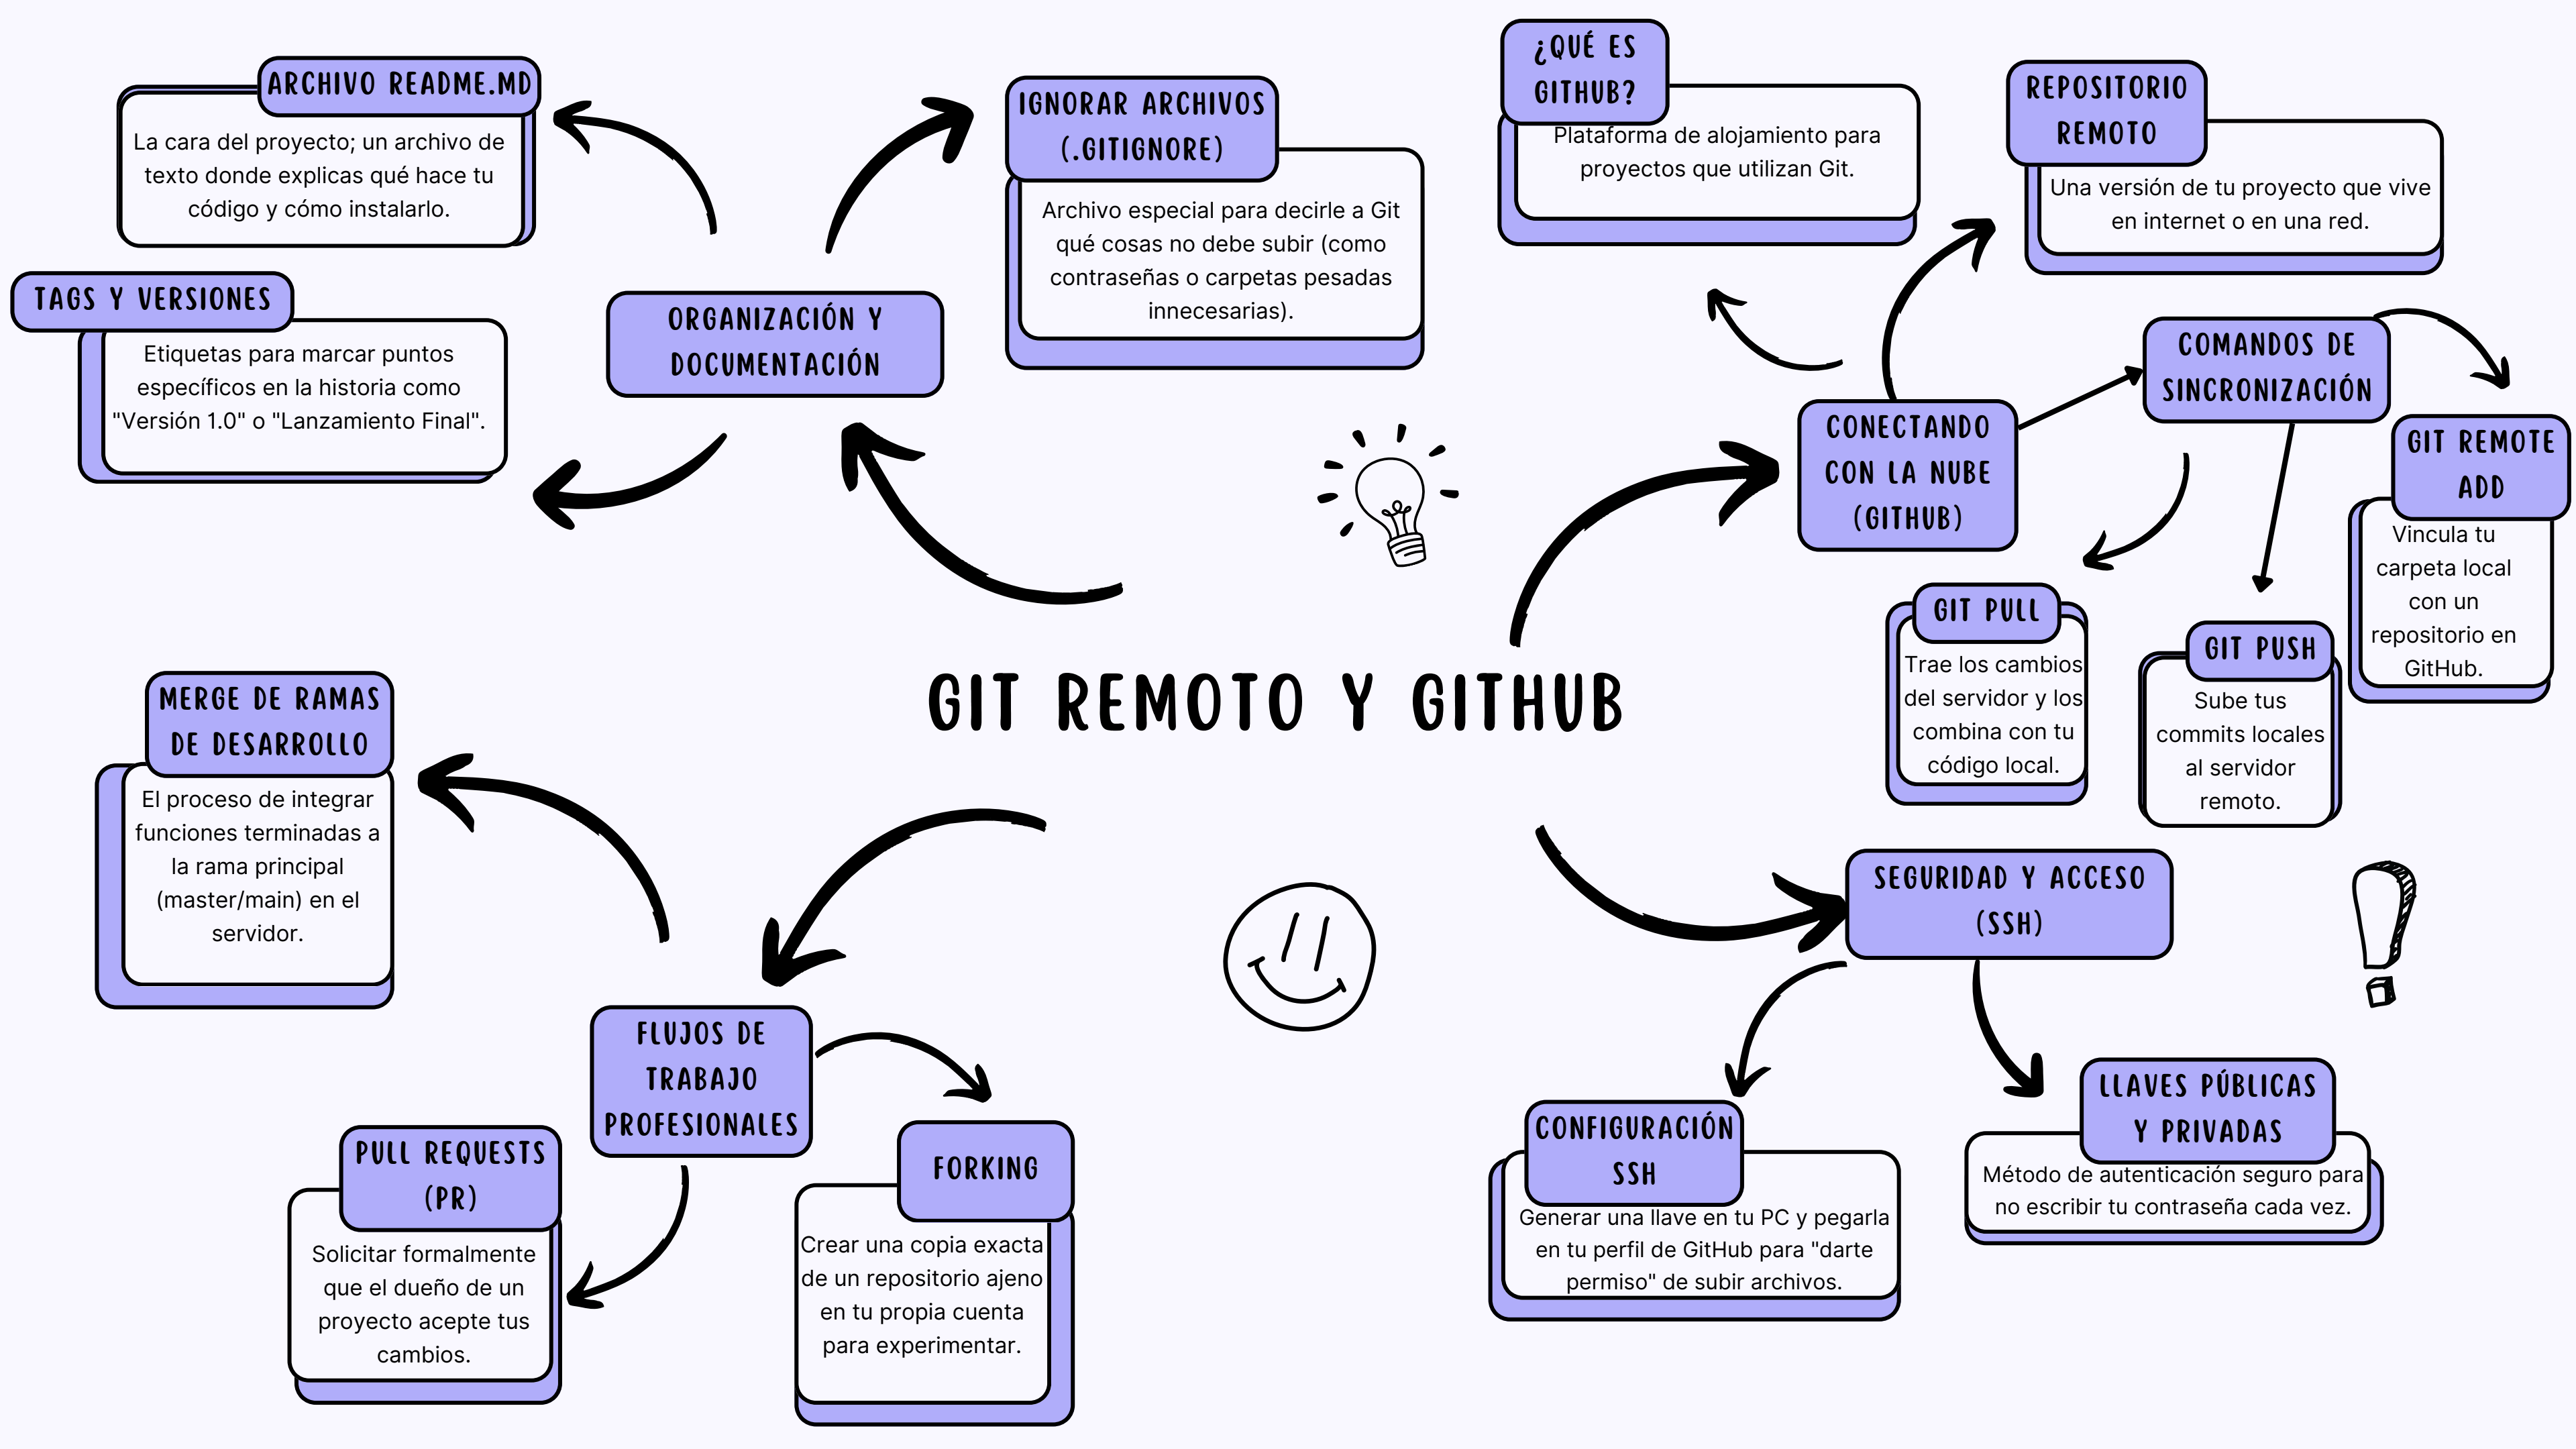 ARCHIVO README.MD
La cara del proyecto; un archivo de
texto donde explicas qué hace tu
código y cómo instalarlo.
TAGS Y VERSIONES
Etiquetas para marcar puntos
específicos en la historia como
"Versión 1.0" o "Lanzamiento Final".
ORGANIZACIÓN Y
DOCUMENTACIÓN
IGNORAR ARCHIVOS
(.GITIGNORE)
Archivo especial para decirle a Git
qué cosas no debe subir (como
contraseñas o carpetas pesadas
innecesarias).
¿QUÉ ES
GITHUB?
Plataforma de alojamiento para
proyectos que utilizan Git.
REPOSITORIO
REMOTO
Una versión de tu proyecto que vive
en internet o en una red.
CONECTANDO
CON LA NUBE
(GITHUB)
COMANDOS DE
SINCRONIZACIÓN
GIT REMOTE
ADD
Vincula tu
carpeta local
con un
repositorio en
GitHub.
GIT PULL
Trae los cambios
del servidor y los
combina con tu
código local.
GIT PUSH
Sube tus
commits locales
al servidor
remoto.
GIT REMOTO Y GITHUB
MERGE DE RAMAS
DE DESARROLLO
El proceso de integrar
funciones terminadas a
la rama principal
(master/main) en el
servidor.
FLUJOS DE
TRABAJO
PROFESIONALES
PULL REQUESTS
(PR)
Solicitar formalmente
que el dueño de un
proyecto acepte tus
cambios.
FORKING
Crear una copia exacta
de un repositorio ajeno
en tu propia cuenta
para experimentar.
SEGURIDAD Y ACCESO
(SSH)
CONFIGURACIÓN
SSH
Generar una llave en tu PC y pegarla
en tu perfil de GitHub para "darte
permiso" de subir archivos.
LLAVES PÚBLICAS
Y PRIVADAS
Método de autenticación seguro para
no escribir tu contraseña cada vez.